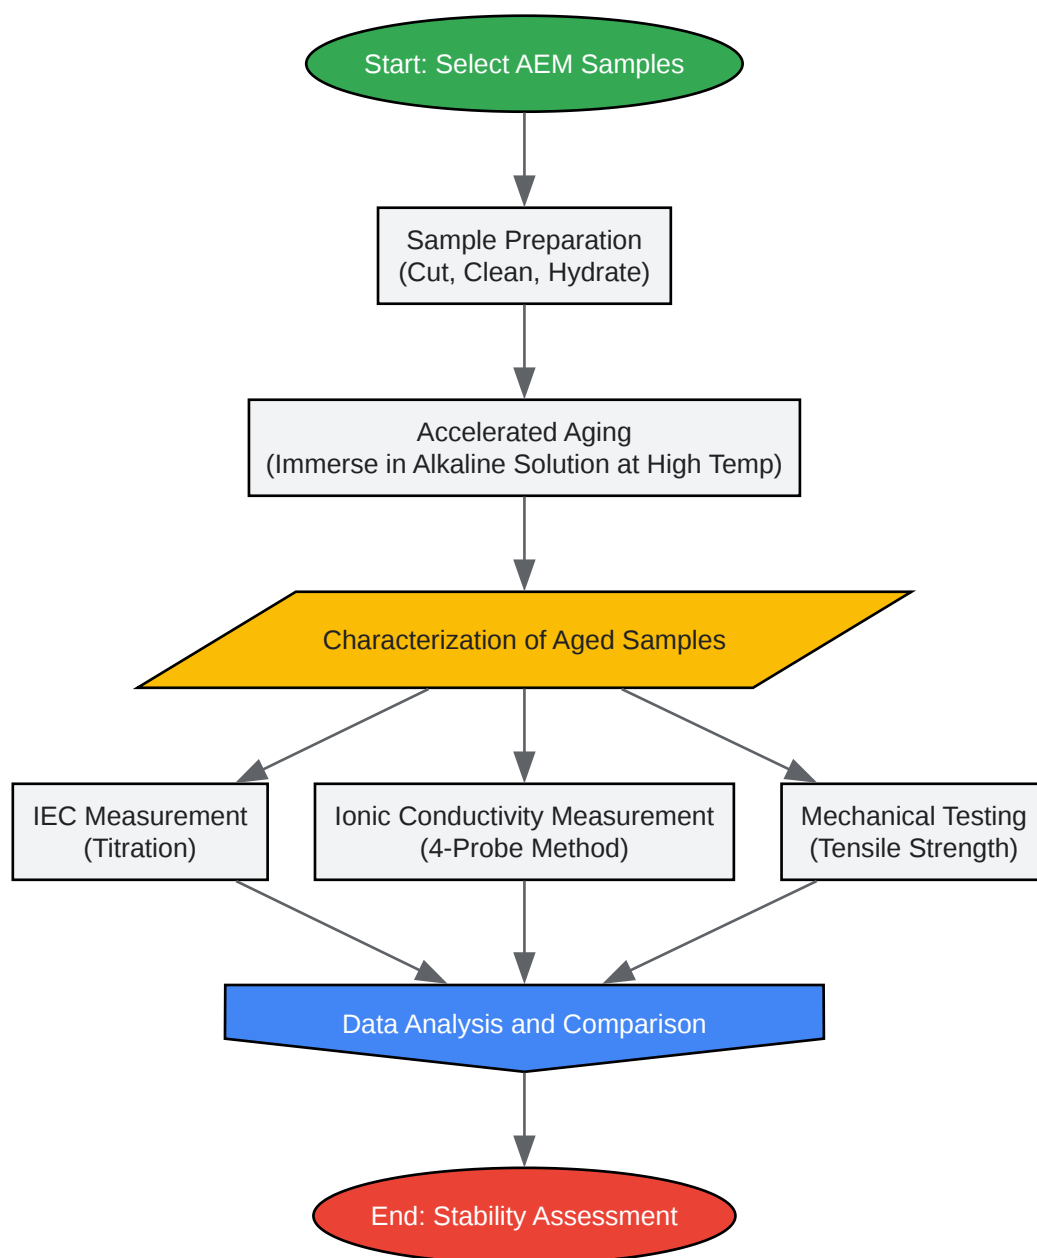 Start: Select AEM Samples
Sample Preparation
(Cut, Clean, Hydrate)
Accelerated Aging
(Immerse in Alkaline Solution at High Temp)
Characterization of Aged Samples
IEC Measurement
(Titration)
Ionic Conductivity Measurement
(4-Probe Method)
Mechanical Testing
(Tensile Strength)
Data Analysis and Comparison
End: Stability Assessment